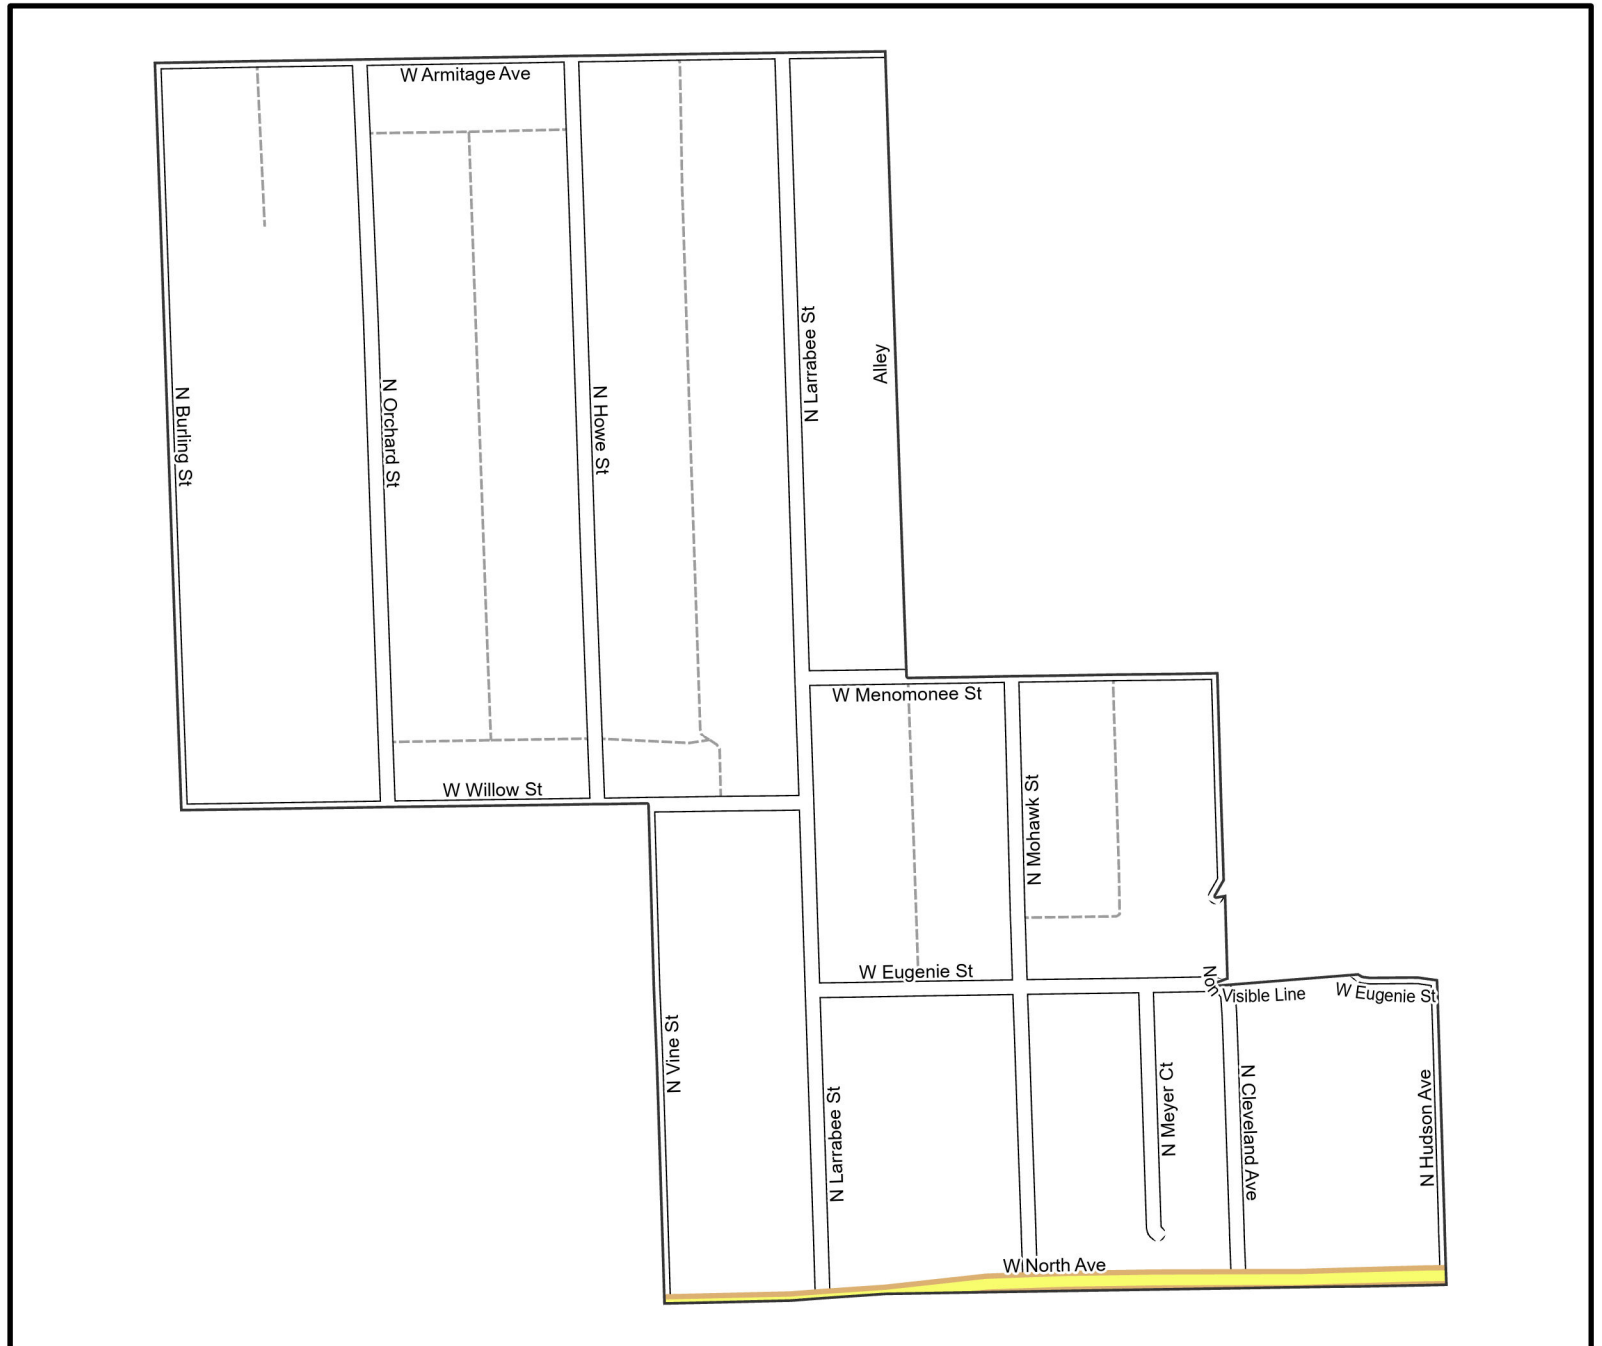 W Armitage Ave
N Larrabee St
Alley
N Burling St
N Orchard St
N Howe St
W Menomonee St
N Mohawk St
W Willow St
W Eugenie St
Non Visible Line
W Eugenie St
N Vine St
N Larrabee St
N Meyer Ct
N Cleveland Ave
N Hudson Ave
W North Ave